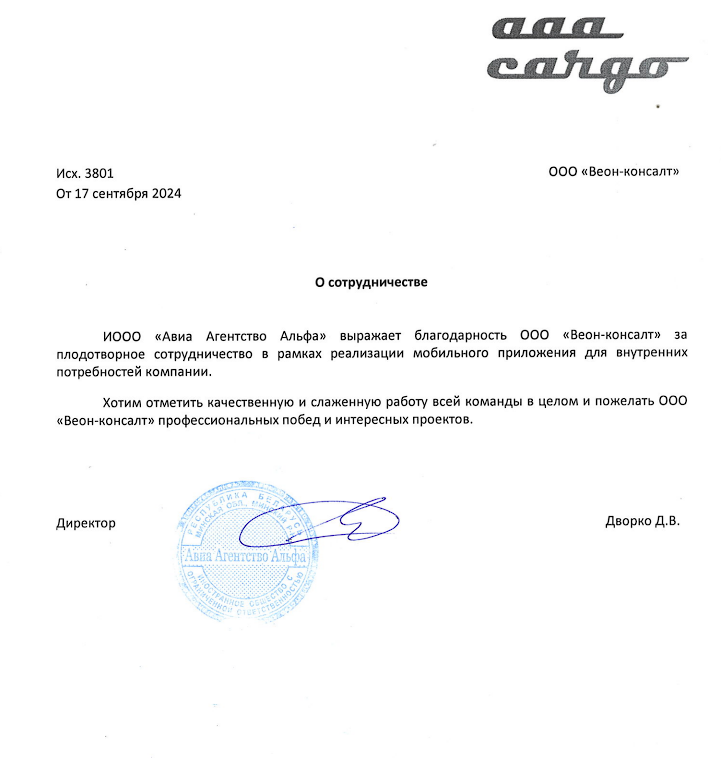 aaa
cargo
Исх. 3801
ООО «Веон-консалт»
От 17 сентября 2024
О сотрудничестве
ИООО «Авиа Агентство Альфа» выражает благодарность ООО «Веон-консалт» за
плодотворное сотрудничество в рамках реализации мобильного приложения для внутренних
потребностей компании.
Хотим отметить качественную и слаженную работу всей команды в целом и пожелать ООО
«Веон-консалт» профессиональных побед и интересных проектов.
Директор
Дворко Д.В.
РЕСПУБЛИКА БЕЛАРУСЬ
МИНСКАЯ ОБЛ., МИНСКИЙ Р-Н
Авиа Агентство Альфа
ИНОСТРАННОЕ ОБЩЕСТВО С
ОГРАНИЧЕННОЙ ОТВЕТСТВЕННОСТЬЮ